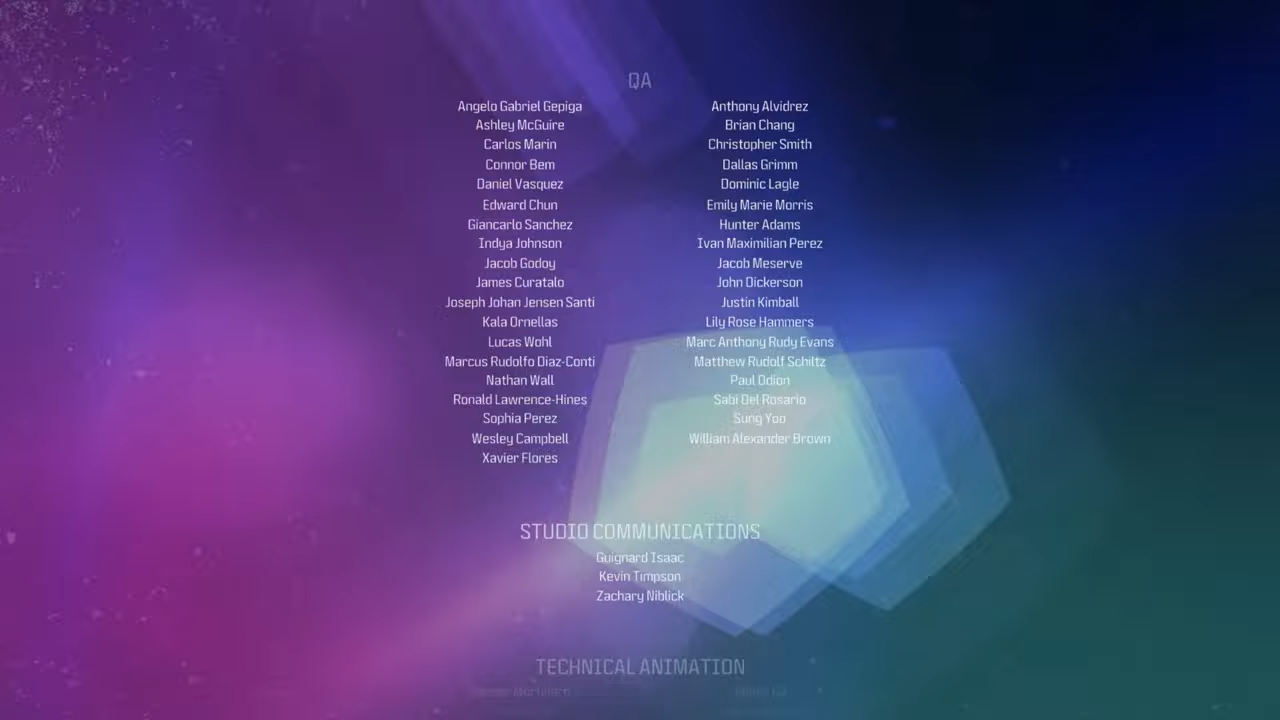 QA
Angelo Gabriel Gepiga
Anthony Alvidrez
Ashley McGuire
Brian Chang
Carlos Marin
Christopher Smith
Connor Bem
Dallas Grimm
Daniel Vasquez
Dominic Lagle
Edward Chun
Emily Marie Morris
Giancarlo Sanchez
Hunter Adams
Indya Johnson
Ivan Maximilian Perez
Jacob Godoy
Jacob Meserve
James Curatalo
John Dickerson
Joseph Johan Jensen Santi
Justin Kimball
Kala Ornellas
Lily Rose Hammers
Lucas Wohl
Marc Anthony Rudy Evans
Marcus Rudolfo Diaz-Conti
Matthew Rudolf Schiltz
Nathan Wall
Paul Odion
Ronald Lawrence-Hines
Sabi Del Rosario
Sophia Perez
Sung Yoo
Wesley Campbell
William Alexander Brown
Xavier Flores
STUDIO COMMUNICATIONS
Guignard Isaac
Kevin Timpson
Zachary Niblick
TECHNICAL ANIMATION